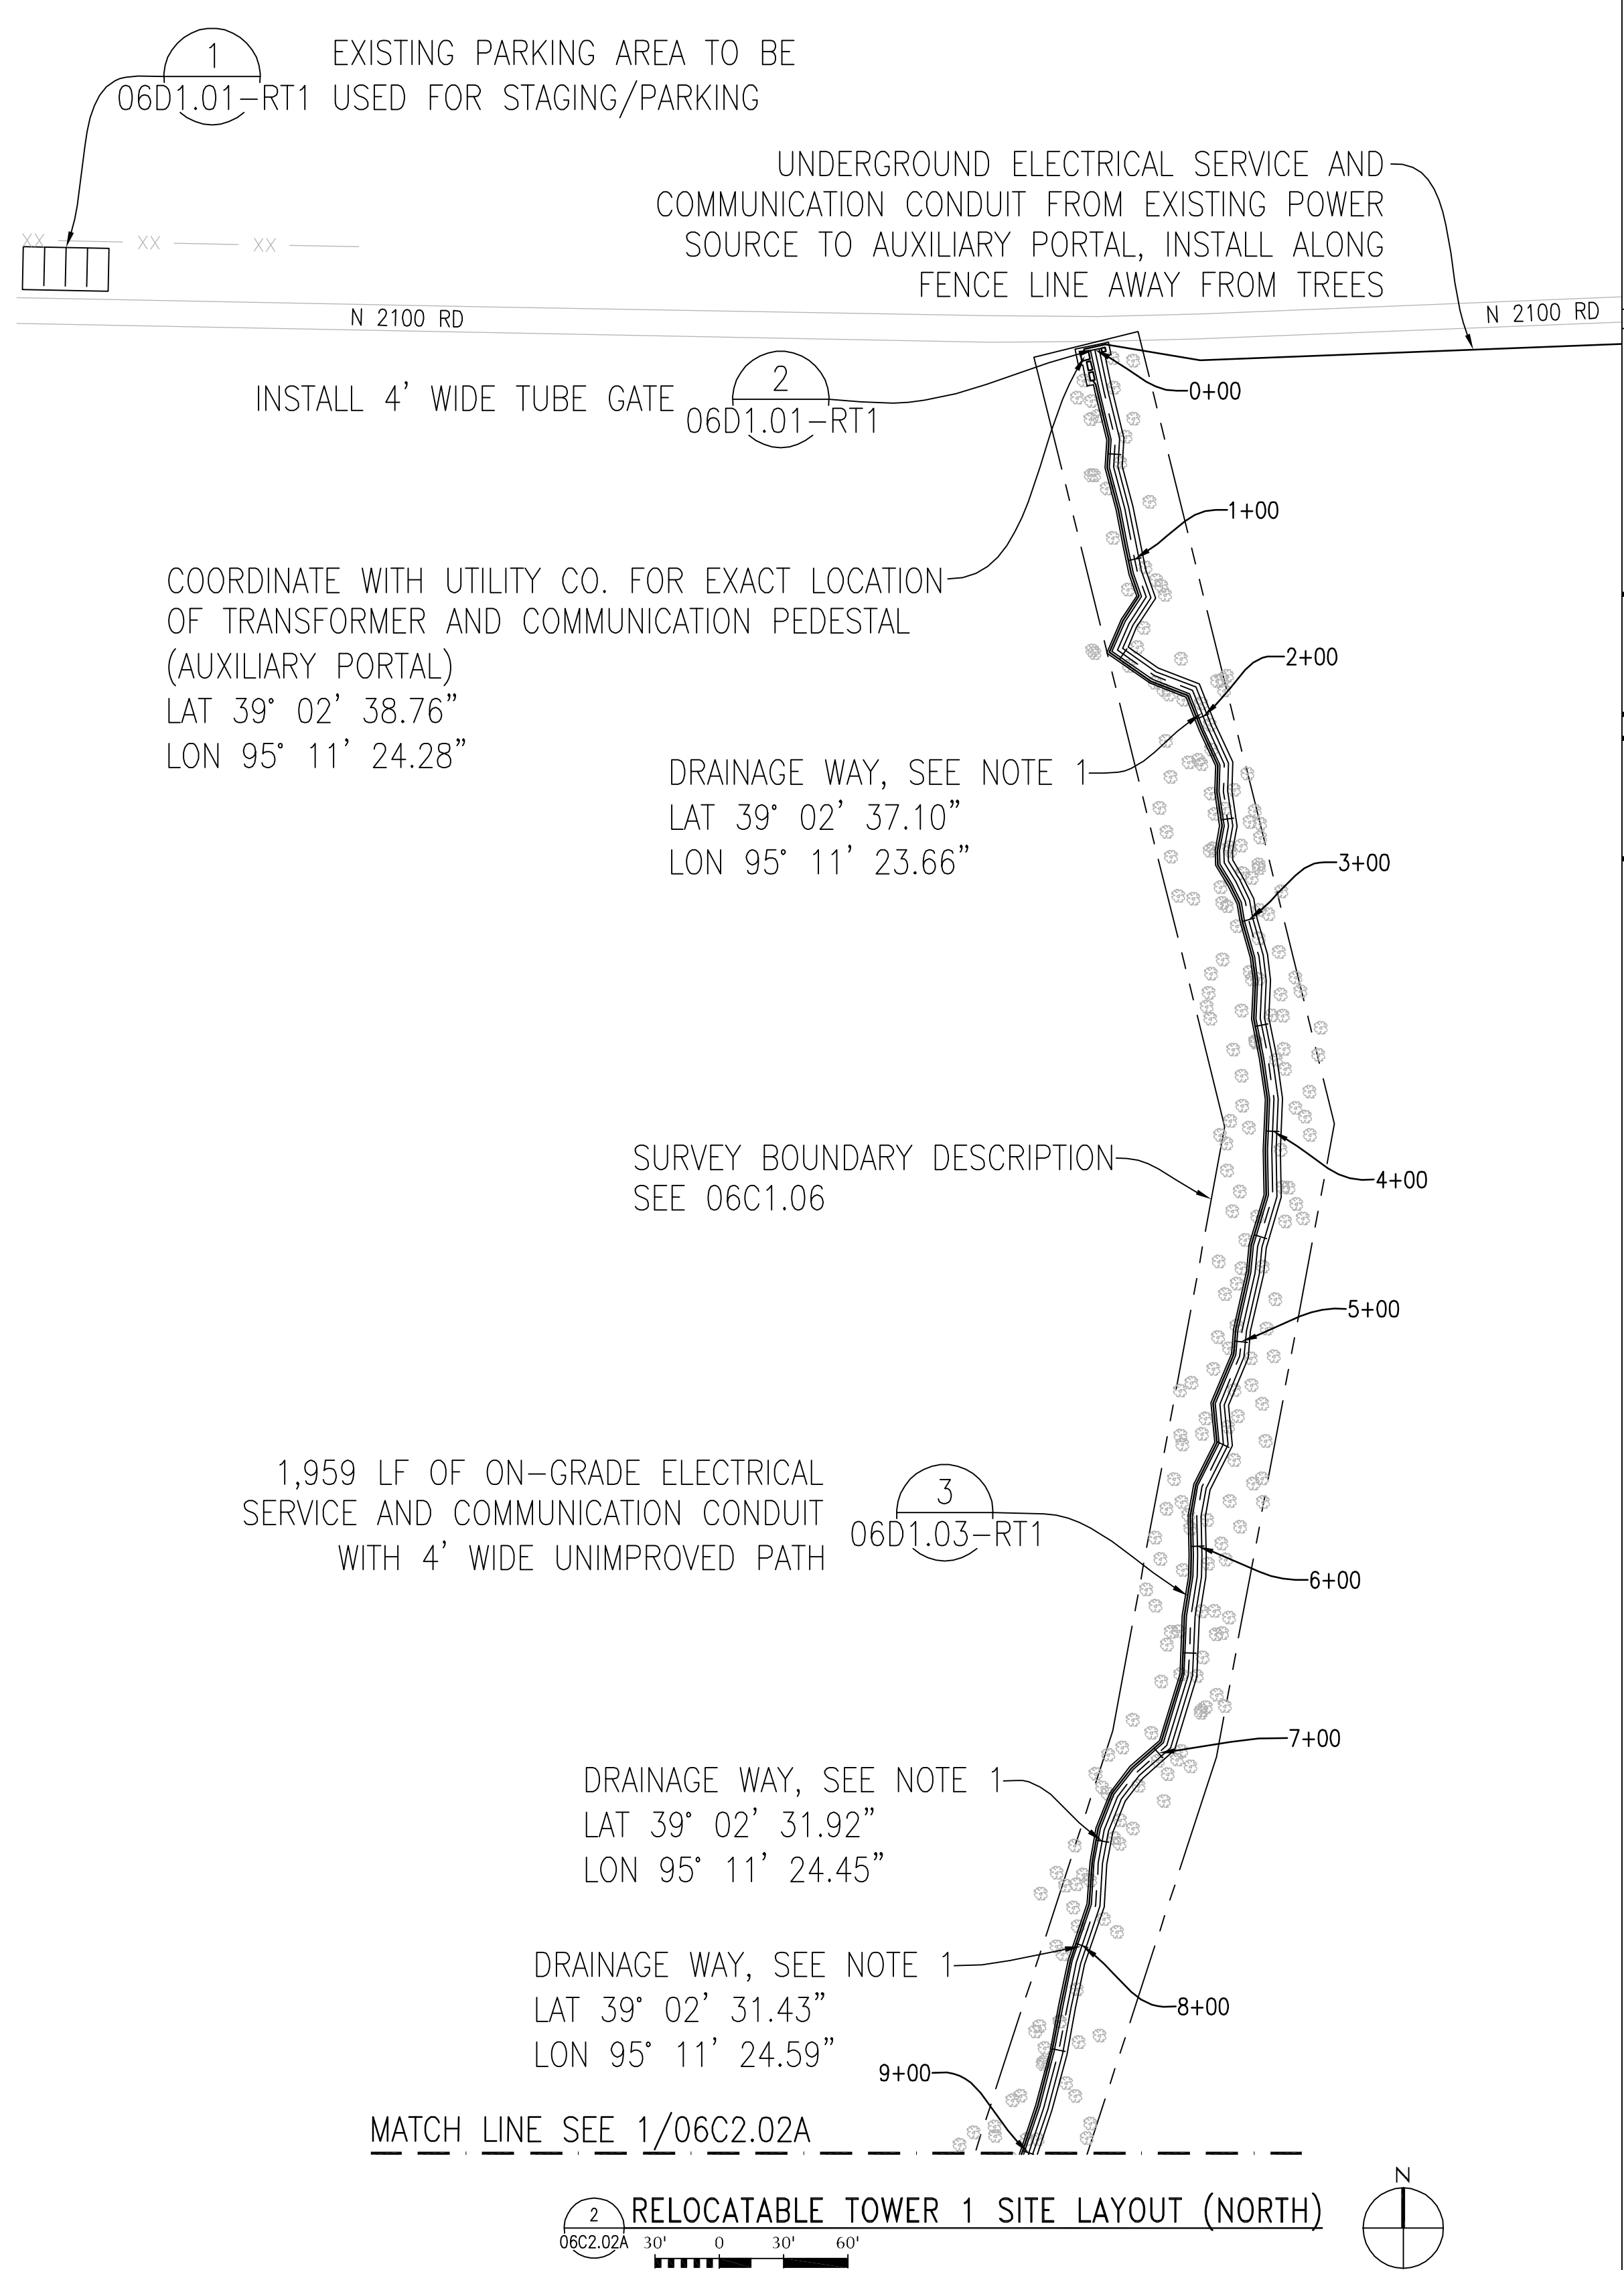 1
06D1.01-RT1
EXISTING PARKING AREA TO BE
USED FOR STAGING/PARKING
UNDERGROUND ELECTRICAL SERVICE AND
COMMUNICATION CONDUIT FROM EXISTING POWER
SOURCE TO AUXILIARY PORTAL, INSTALL ALONG
FENCE LINE AWAY FROM TREES
XX XX XX
N 2100 RD
N 2100 RD
INSTALL 4' WIDE TUBE GATE
2
06D1.01-RT1
0+00
1+00
COORDINATE WITH UTILITY CO. FOR EXACT LOCATION
OF TRANSFORMER AND COMMUNICATION PEDESTAL
(AUXILIARY PORTAL)
LAT 39° 02' 38.76"
LON 95° 11' 24.28"
2+00
DRAINAGE WAY, SEE NOTE 1
LAT 39° 02' 37.10"
LON 95° 11' 23.66"
3+00
SURVEY BOUNDARY DESCRIPTION
SEE 06C1.06
4+00
5+00
1,959 LF OF ON-GRADE ELECTRICAL
SERVICE AND COMMUNICATION CONDUIT
WITH 4' WIDE UNIMPROVED PATH
3
06D1.03-RT1
6+00
7+00
DRAINAGE WAY, SEE NOTE 1
LAT 39° 02' 31.92"
LON 95° 11' 24.45"
DRAINAGE WAY, SEE NOTE 1
LAT 39° 02' 31.43"
LON 95° 11' 24.59"
8+00
9+00
MATCH LINE SEE 1/06C2.02A
2
06C2.02A
RELOCATABLE TOWER 1 SITE LAYOUT (NORTH)
30' 0 30' 60'
N